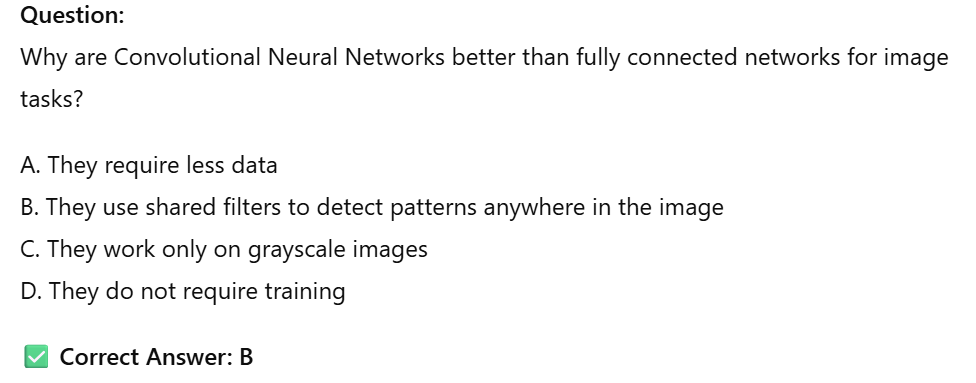 Question:
Why are Convolutional Neural Networks better than fully connected networks for image
tasks?
A. They require less data
B. They use shared filters to detect patterns anywhere in the image
C. They work only on grayscale images
D. They do not require training
✅ Correct Answer: B